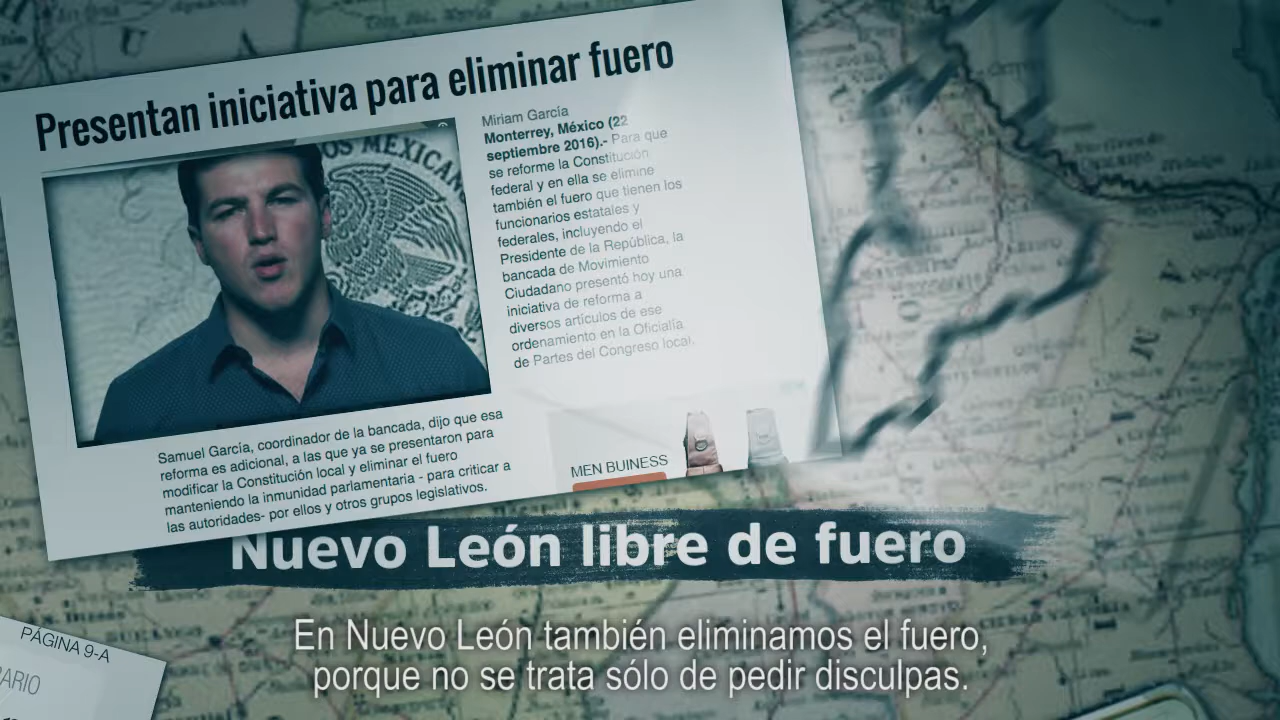 Presentan iniciativa para eliminar fuero
OS MEXICAN
Miriam García
Monterrey, México (22
septiembre 2016).- Para que
se reforme la Constitución
federal y en ella se elimine
también el fuero que tienen los
funcionarios estatales y
federales, incluyendo el
Presidente de la República, la
bancada de Movimiento
Ciudadano presentó hoy una
iniciativa de reforma a
diversos artículos de ese
ordenamiento en la Oficialía
de Partes del Congreso local.
Samuel García, coordinador de la bancada, dijo que esa
reforma es adicional, a las que ya se presentaron para
modificar la Constitución local y eliminar el fuero
manteniendo la inmunidad parlamentaria - para criticar a
las autoridades- por ellos y otros grupos legislativos.
MEN BUINESS
Nuevo León libre de fuero
En Nuevo León también eliminamos el fuero,
porque no se trata sólo de pedir disculpas.
PÁGINA 9-A
ARIO